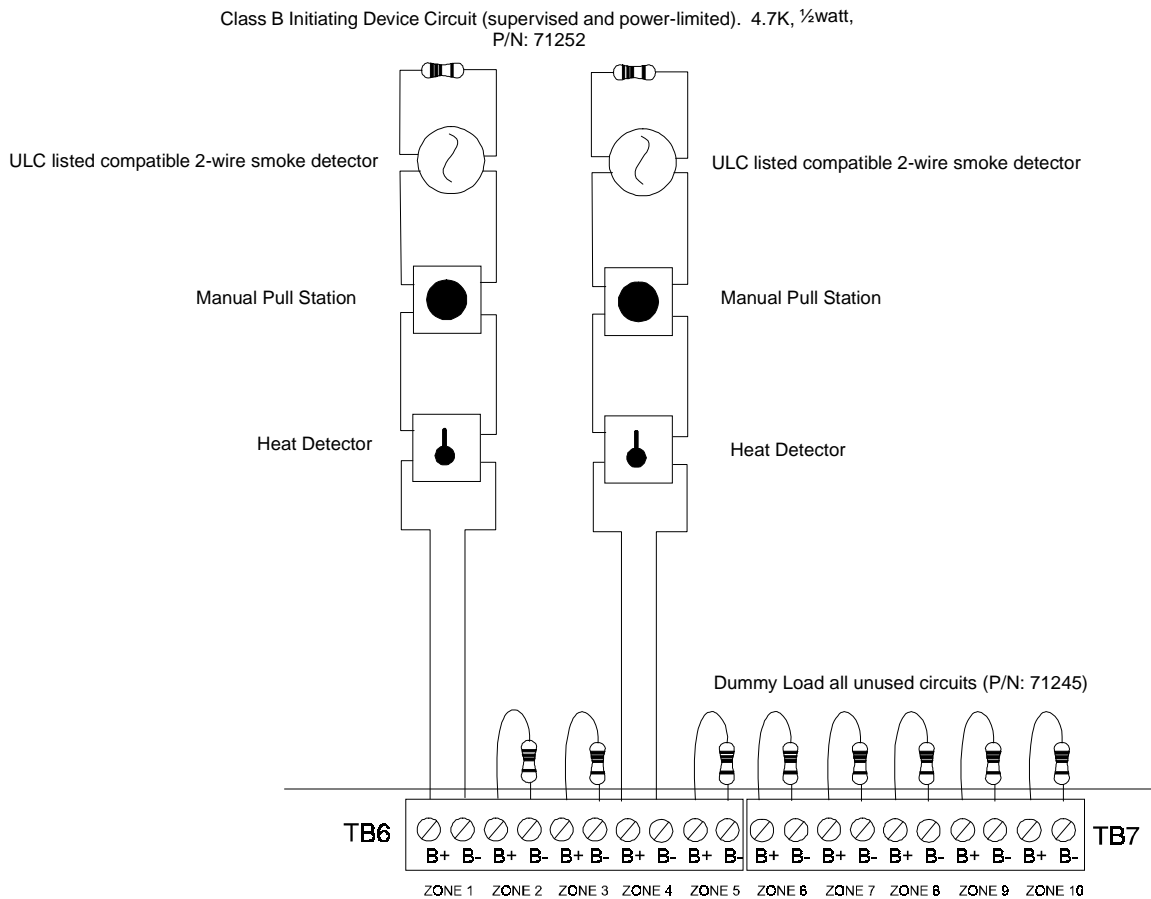 Class B Initiating Device Circuit (supervised and power-limited). 4.7K, ½watt,
P/N: 71252
ULC listed compatible 2-wire smoke detector
ULC listed compatible 2-wire smoke detector
Manual Pull Station
Manual Pull Station
Heat Detector
Heat Detector
Dummy Load all unused circuits (P/N: 71245)
TB6
TB7
B+ B- B+ B- B+ B- B+ B- B+ B- B+ B- B+ B- B+ B- B+ B- B+ B-
ZONE 1 ZONE 2 ZONE 3 ZONE 4 ZONE 5 ZONE 6 ZONE 7 ZONE 8 ZONE 9 ZONE 10